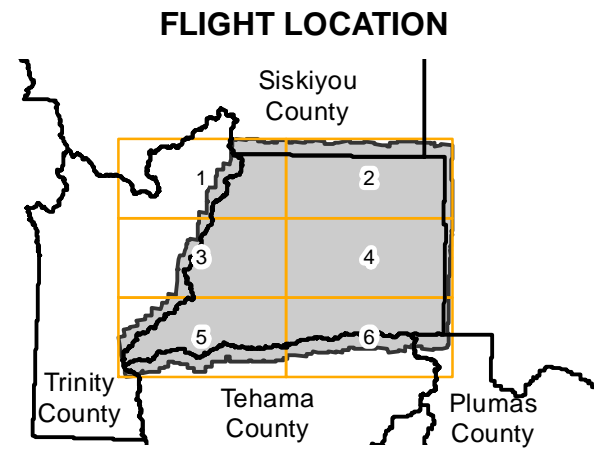 FLIGHT LOCATION
Siskiyou
County
1
2
3
4
5
6
Trinity
County
Tehama
County
Plumas
County